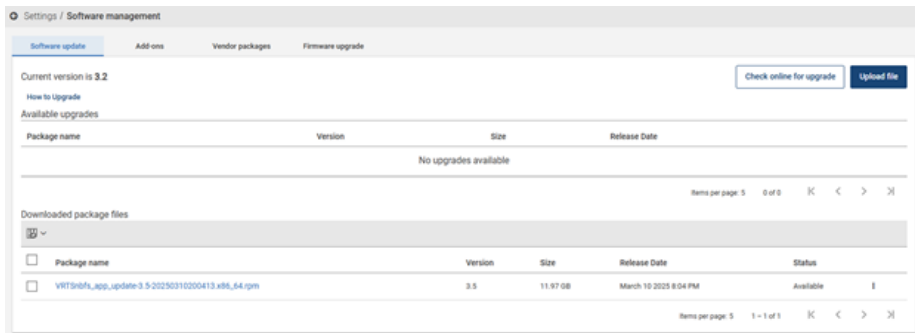 Settings / Software management
Software update Add-ons Vendor packages Firmware upgrade
Current version is 3.2 Check online for upgrade Upload file
How to Upgrade
Available upgrades
Package name Version Size Release Date
No upgrades available
Items per page: 5 0 of 0
Downloaded package files
Package name Version Size Release Date Status
VRTSnbfs_app_update-3.5-20250310200413.x86_64.rpm 3.5 11.97 GB March 10 2025 8:04 PM Available
Items per page: 5 1 – 1 of 1